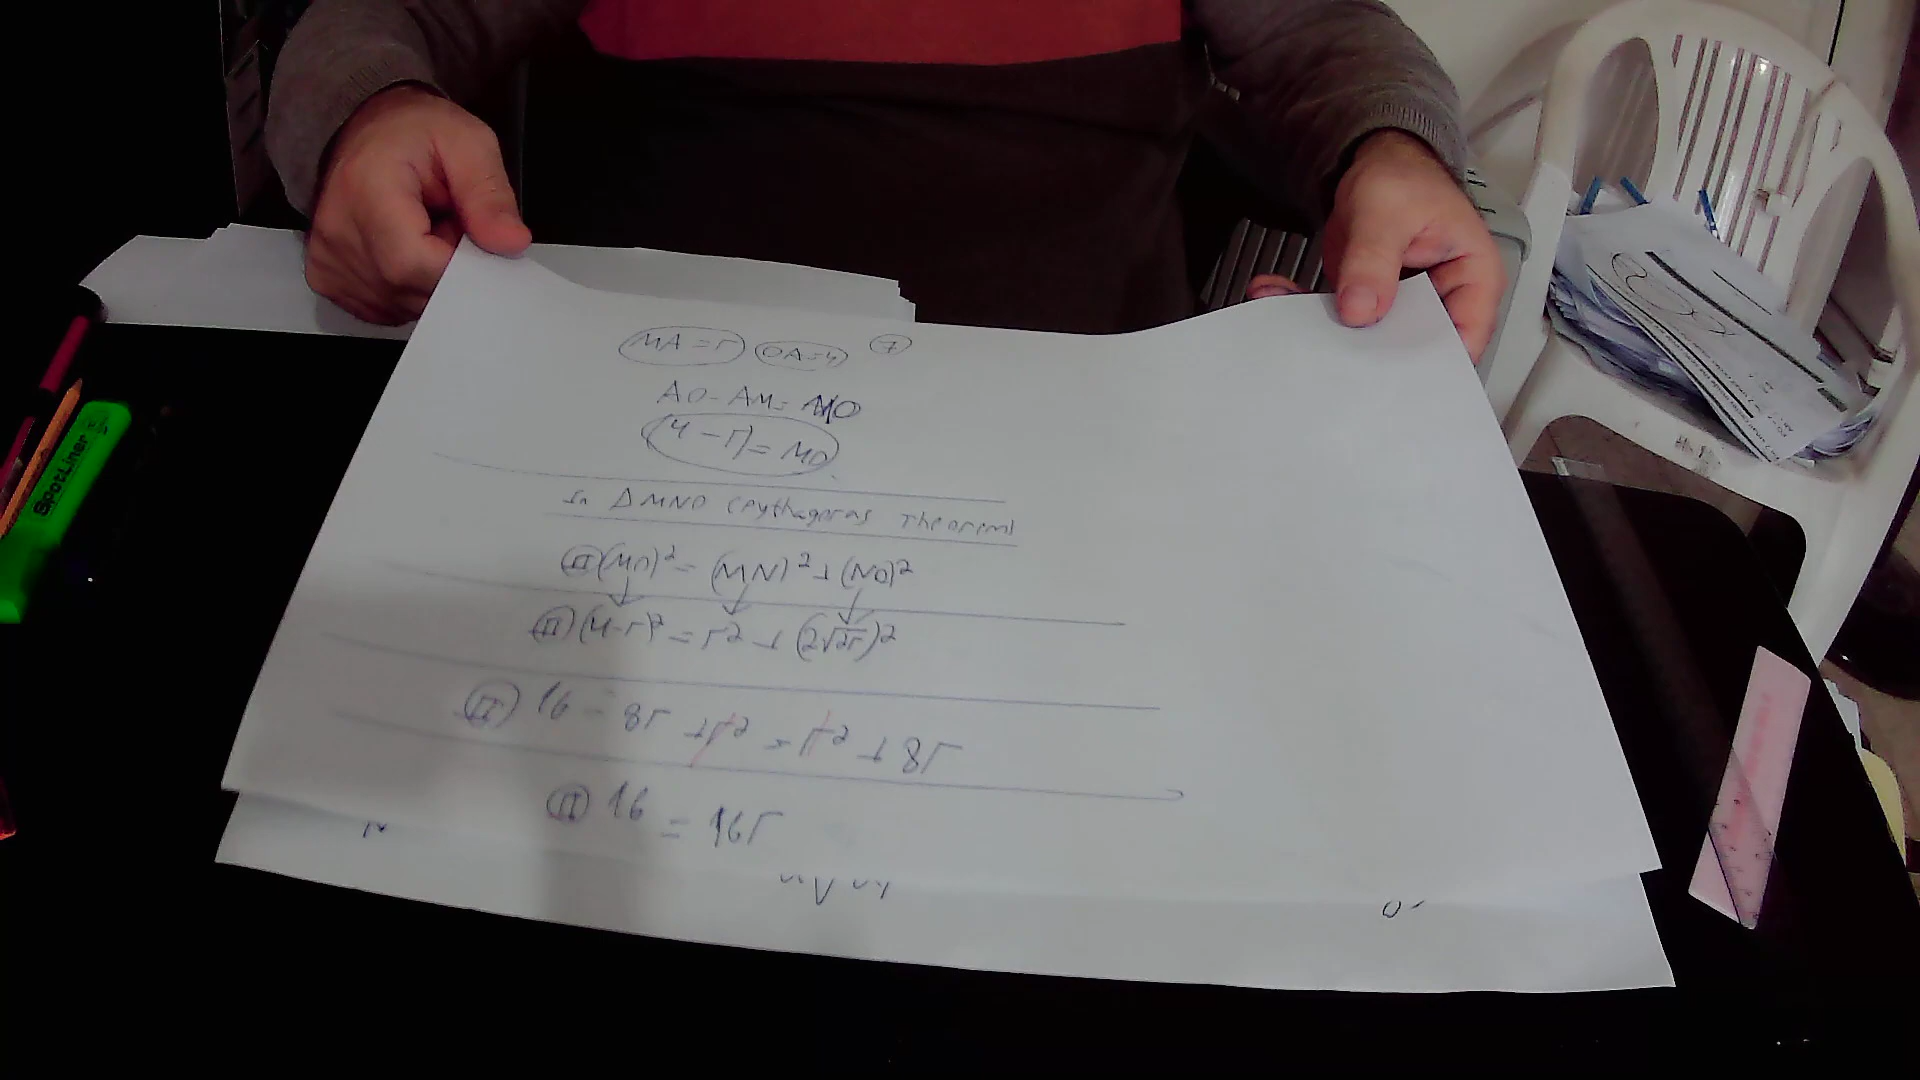 MA = r OA = 4 7
AO - AM = MO
(4 - r) = MO
In ΔMNO (Pythagoras Theorem)
(MO)² = (MN)² + (NO)²
(4-r)² = r² + (2√2r)²
16 - 8r + r² = r² + 8r
16 = 16r
SpotLiner